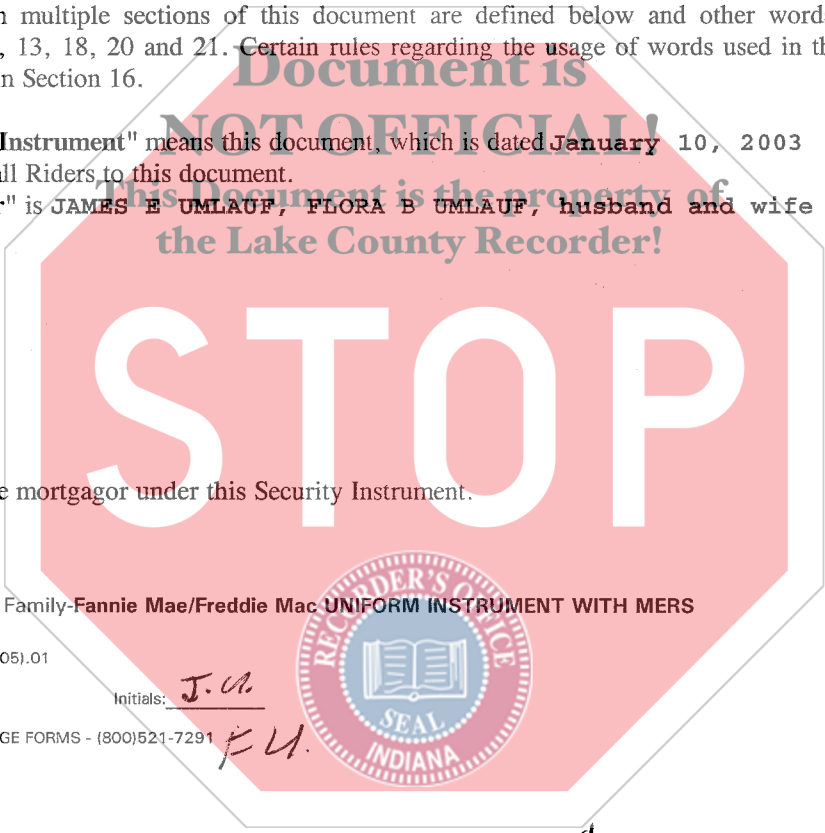 n multiple sections of this document are defined below and other word
, 13, 18, 20 and 21. Certain rules regarding the usage of words used in th
n Section 16.
Document is
NOT OFFICIAL!
Instrument" means this document, which is dated January 10, 2003
ll Riders to this document.
This Document is the property of
" is JAMES E UMLAUF, FLORA B UMLAUF, husband and wife
the Lake County Recorder!
STOP
e mortgagor under this Security Instrument.
Family-Fannie Mae/Freddie Mac UNIFORM INSTRUMENT WITH MERS
05).01
Initials: J.U.
GE FORMS - (800)521-7291 F U.
RECORDER'S OFFICE
SEAL
INDIANA